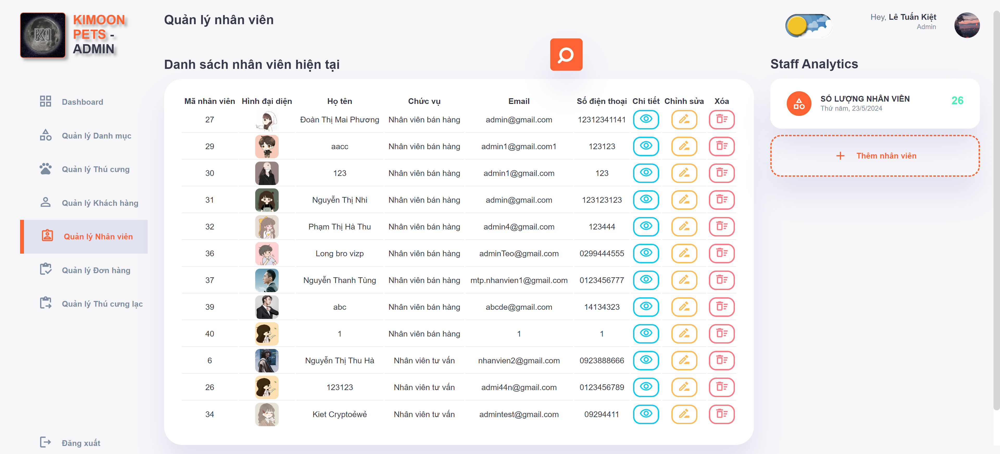 KI
KIMOON
PETS -
ADMIN
Dashboard
Quản lý Danh mục
Quản lý Thú cưng
Quản lý Khách hàng
Quản lý Nhân viên
Quản lý Đơn hàng
Quản lý Thú cưng lạc
Đăng xuất
Quản lý nhân viên
Danh sách nhân viên hiện tại
Mã nhân viên Hình đại diện Họ tên Chức vụ Email Số điện thoại Chi tiết Chỉnh sửa Xóa
27 Đoàn Thị Mai Phương Nhân viên bán hàng admin@gmail.com 12312341141
29 aacc Nhân viên bán hàng admin1@gmail.com1 123123
30 123 Nhân viên bán hàng admin1@gmail.com 123
31 Nguyễn Thị Nhi Nhân viên bán hàng admin@gmail.com 123123123
32 Phạm Thị Hà Thu Nhân viên bán hàng admin4@gmail.com 123444
36 Long bro vizp Nhân viên bán hàng adminTeo@gmail.com 0299444555
37 Nguyễn Thanh Tùng Nhân viên bán hàng mtp.nhanvien1@gmail.com 0123456777
39 abc Nhân viên bán hàng abcde@gmail.com 14134323
40 1 Nhân viên bán hàng 1 1
6 Nguyễn Thị Thu Hà Nhân viên tư vấn nhanvien2@gmail.com 0923888666
26 123123 Nhân viên tư vấn admi44n@gmail.com 0123456789
34 Kiet Cryptoẻwẻ Nhân viên tư vấn admintest@gmail.com 09294411
Hey, Lê Tuấn Kiệt
Admin
Staff Analytics
SỐ LƯỢNG NHÂN VIÊN 26
Thứ năm, 23/5/2024
Thêm nhân viên